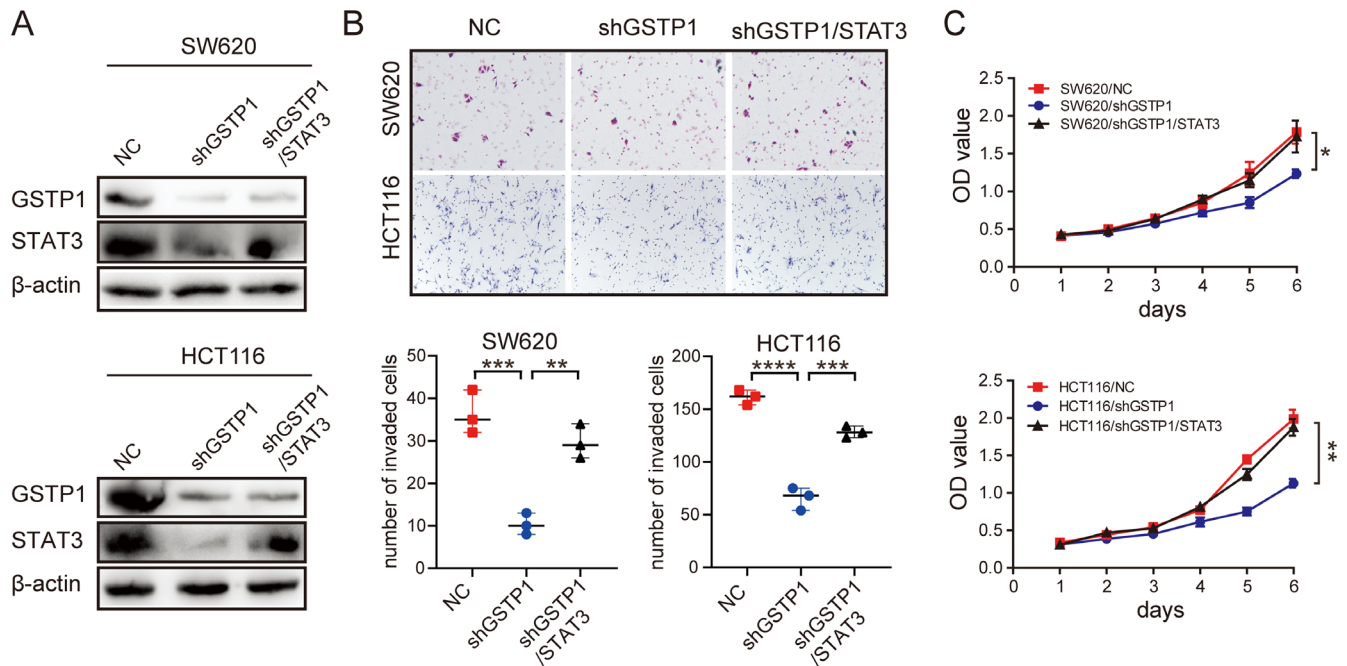 A
SW620
NC
shGSTP1
shGSTP1
/STAT3
GSTP1
STAT3
β-actin
HCT116
NC
shGSTP1
shGSTP1
/STAT3
GSTP1
STAT3
β-actin
B
NC
shGSTP1
shGSTP1/STAT3
SW620
HCT116
SW620
number of invaded cells
50
40
30
20
10
0
***
**
NC
shGSTP1
shGSTP1
/STAT3
HCT116
number of invaded cells
200
150
100
50
0
****
***
NC
shGSTP1
shGSTP1
/STAT3
C
OD value
2.5
2.0
1.5
1.0
0.5
0.0
SW620/NC
SW620/shGSTP1
SW620/shGSTP1/STAT3
*
0 1 2 3 4 5 6
days
OD value
2.5
2.0
1.5
1.0
0.5
0.0
HCT116/NC
HCT116/shGSTP1
HCT116/shGSTP1/STAT3
**
0 1 2 3 4 5 6
days